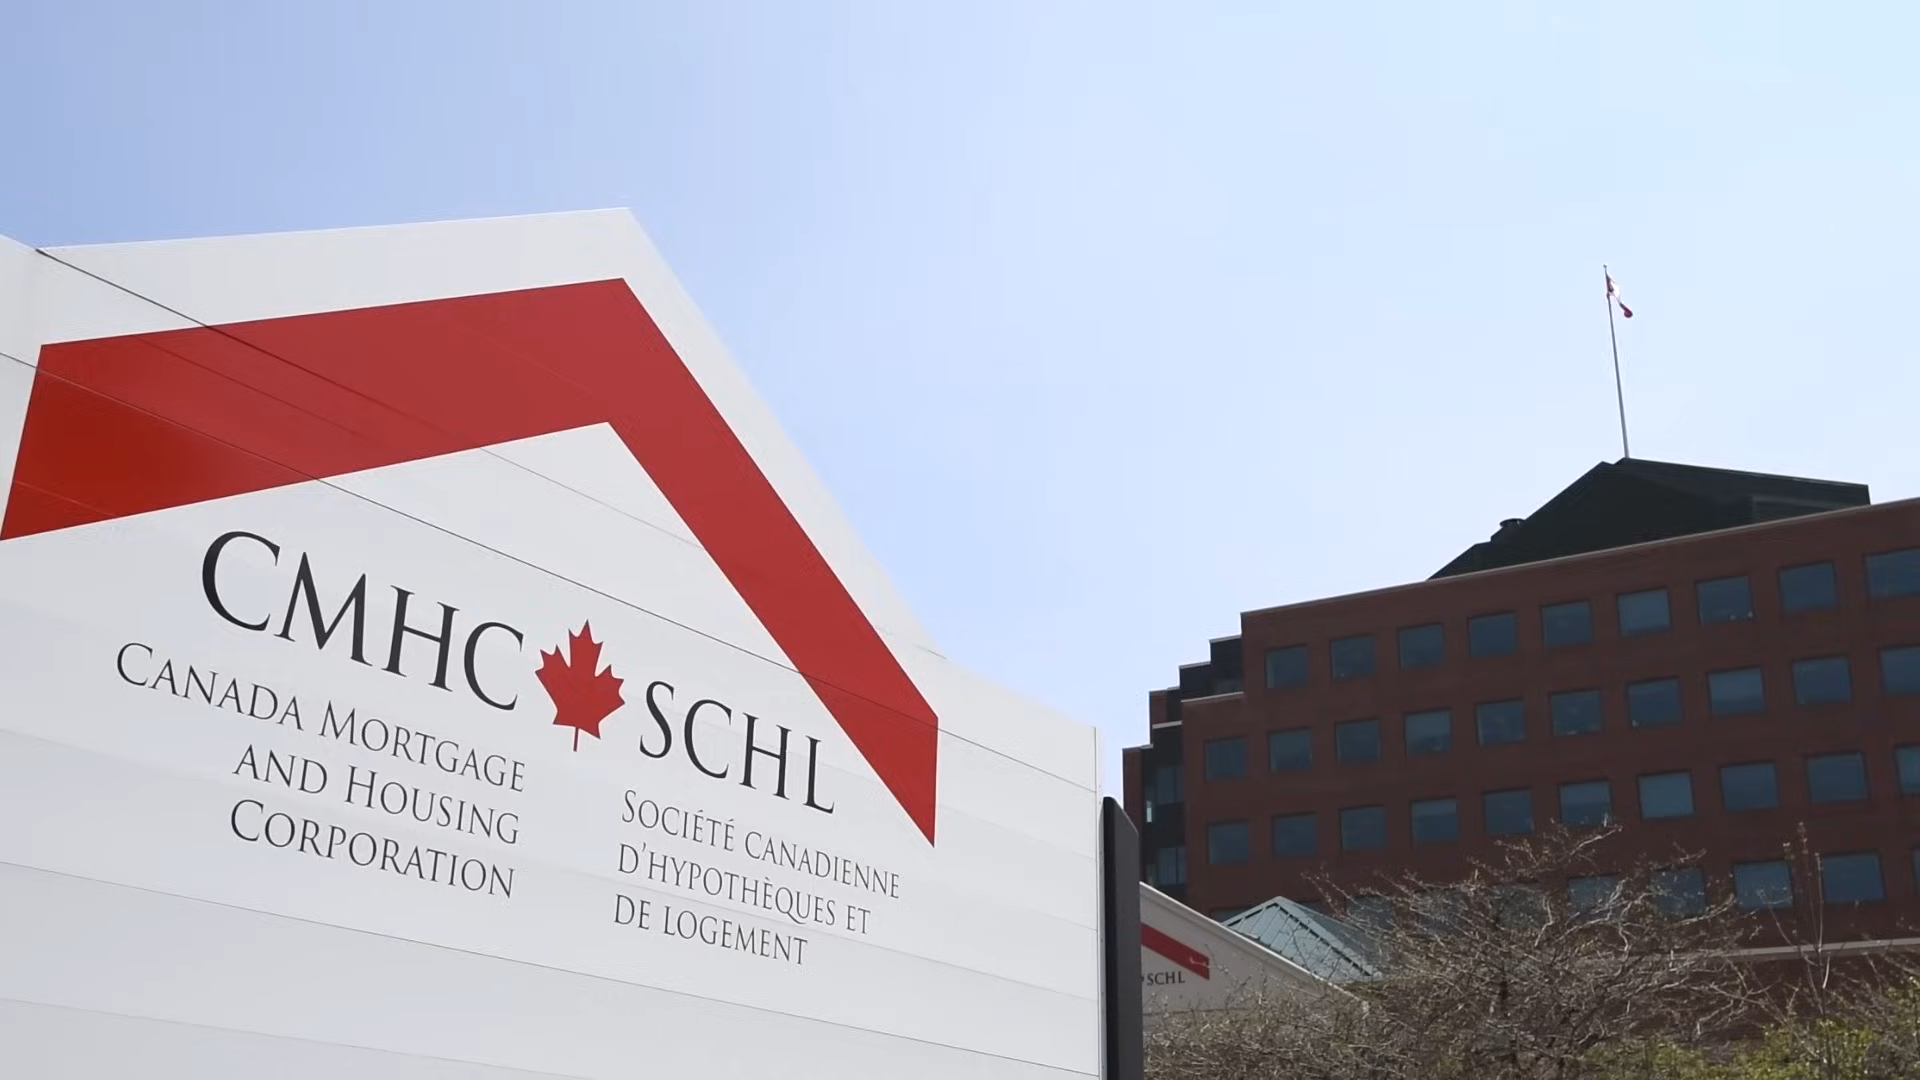 CMHC SCHL
CANADA MORTGAGE
AND HOUSING
CORPORATION
SOCIÉTÉ CANADIENNE
D'HYPOTHÈQUES ET
DE LOGEMENT
SCHL